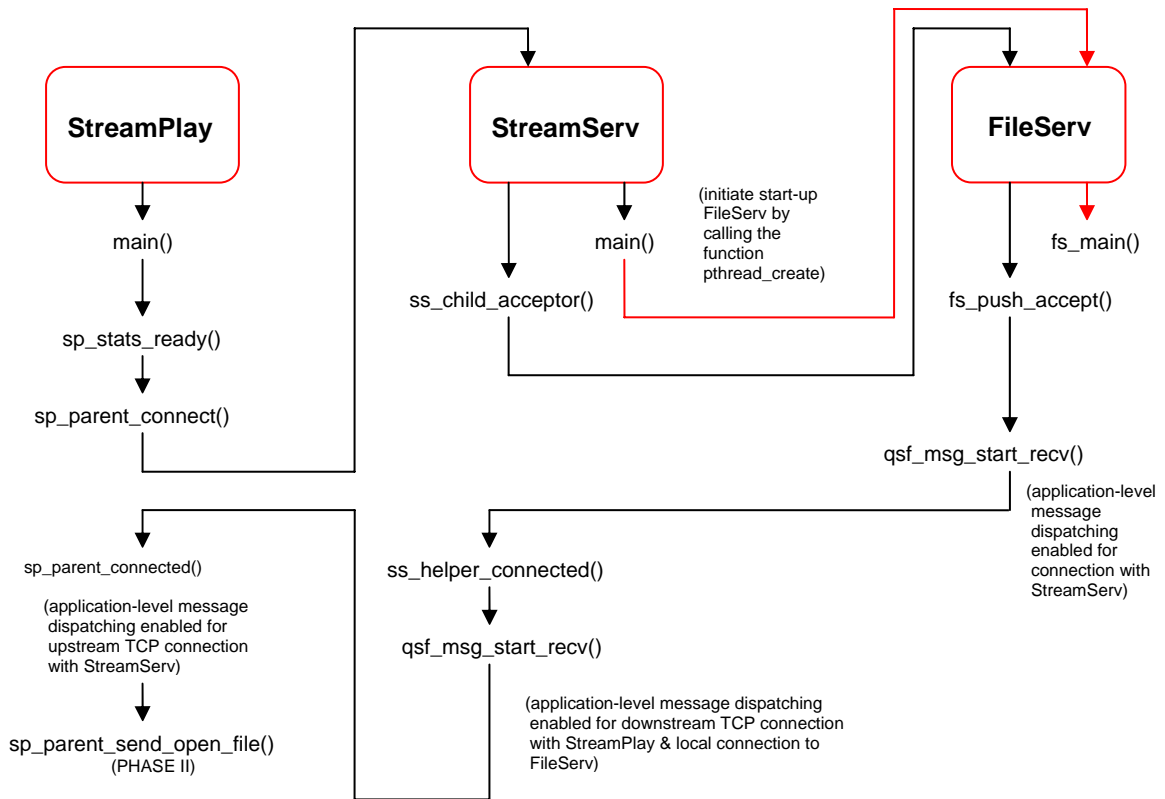 StreamPlay
StreamServ
FileServ
main()
sp_stats_ready()
sp_parent_connect()
main()
ss_child_acceptor()
(initiate start-up
FileServ by
calling the
function
pthread_create)
fs_main()
fs_push_accept()
qsf_msg_start_recv()
(application-level
message
dispatching
enabled for
connection with
StreamServ)
ss_helper_connected()
qsf_msg_start_recv()
(application-level message dispatching
enabled for downstream TCP connection
with StreamPlay & local connection to
FileServ)
sp_parent_connected()
(application-level message
dispatching enabled for
upstream TCP connection
with StreamServ)
sp_parent_send_open_file()
(PHASE II)